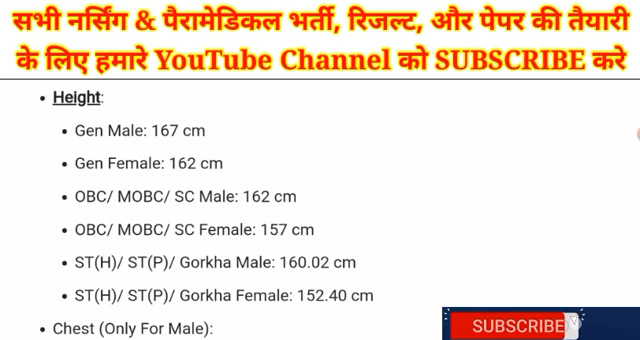 सभी नर्सिंग & पैरामेडिकल भर्ती, रिजल्ट, और पेपर की तैयारी
के लिए हमारे YouTube Channel को SUBSCRIBE करे
• Height:
• Gen Male: 167 cm
• Gen Female: 162 cm
• OBC/ MOBC/ SC Male: 162 cm
• OBC/ MOBC/ SC Female: 157 cm
• ST(H)/ ST(P)/ Gorkha Male: 160.02 cm
• ST(H)/ ST(P)/ Gorkha Female: 152.40 cm
• Chest (Only For Male):
SUBSCRIBE